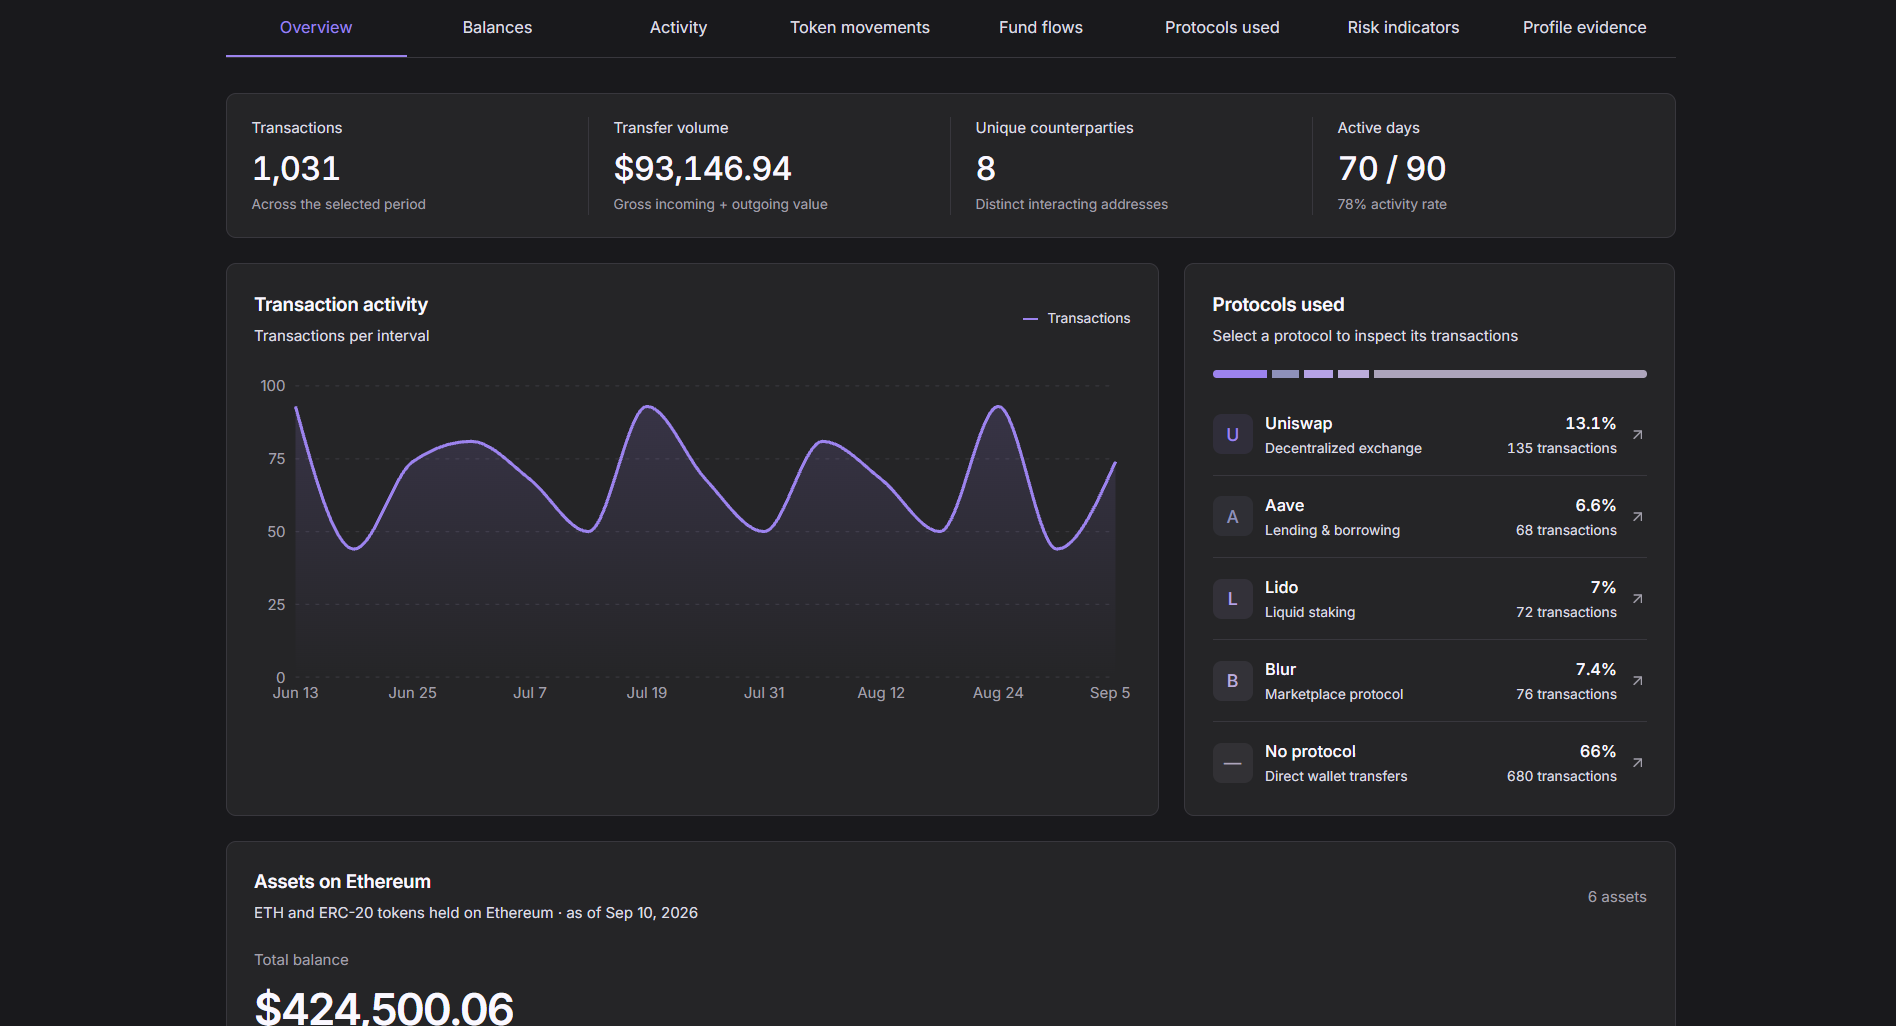 Overview Balances Activity Token movements Fund flows Protocols used Risk indicators Profile evidence
Transactions
1,031
Across the selected period
Transfer volume
$93,146.94
Gross incoming + outgoing value
Unique counterparties
8
Distinct interacting addresses
Active days
70 / 90
78% activity rate
Transaction activity
Transactions per interval
Transactions
100
75
50
25
0
Jun 13 Jun 25 Jul 7 Jul 19 Jul 31 Aug 12 Aug 24 Sep 5
Protocols used
Select a protocol to inspect its transactions
U Uniswap 13.1%
Decentralized exchange 135 transactions
A Aave 6.6%
Lending & borrowing 68 transactions
L Lido 7%
Liquid staking 72 transactions
B Blur 7.4%
Marketplace protocol 76 transactions
— No protocol 66%
Direct wallet transfers 680 transactions
Assets on Ethereum
ETH and ERC-20 tokens held on Ethereum · as of Sep 10, 2026
6 assets
Total balance
$424,500.06